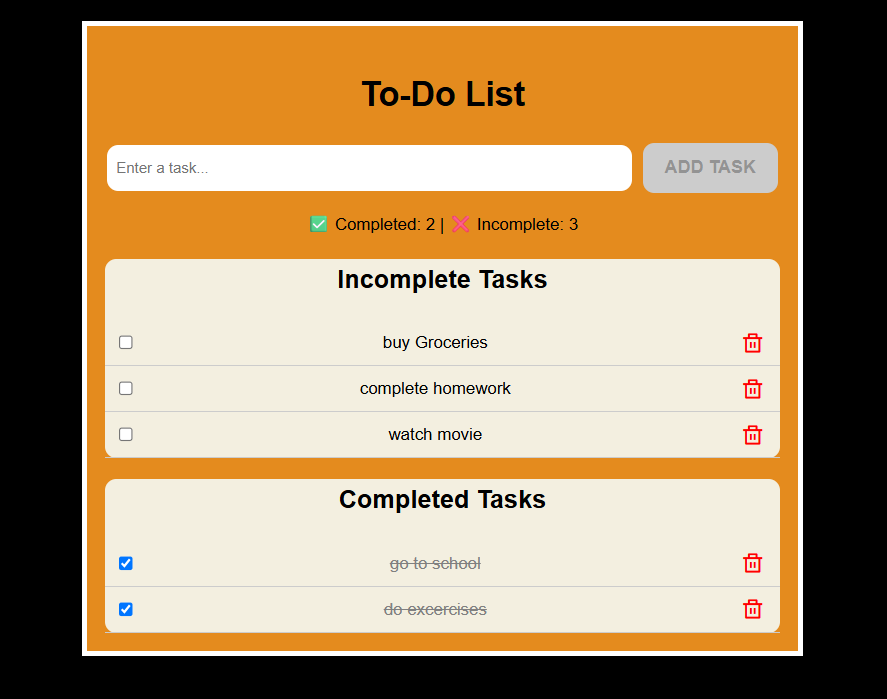 To-Do List
Enter a task...
ADD TASK
✅ Completed: 2 | ❌ Incomplete: 3
Incomplete Tasks
buy Groceries
complete homework
watch movie
Completed Tasks
go to school
do excercises